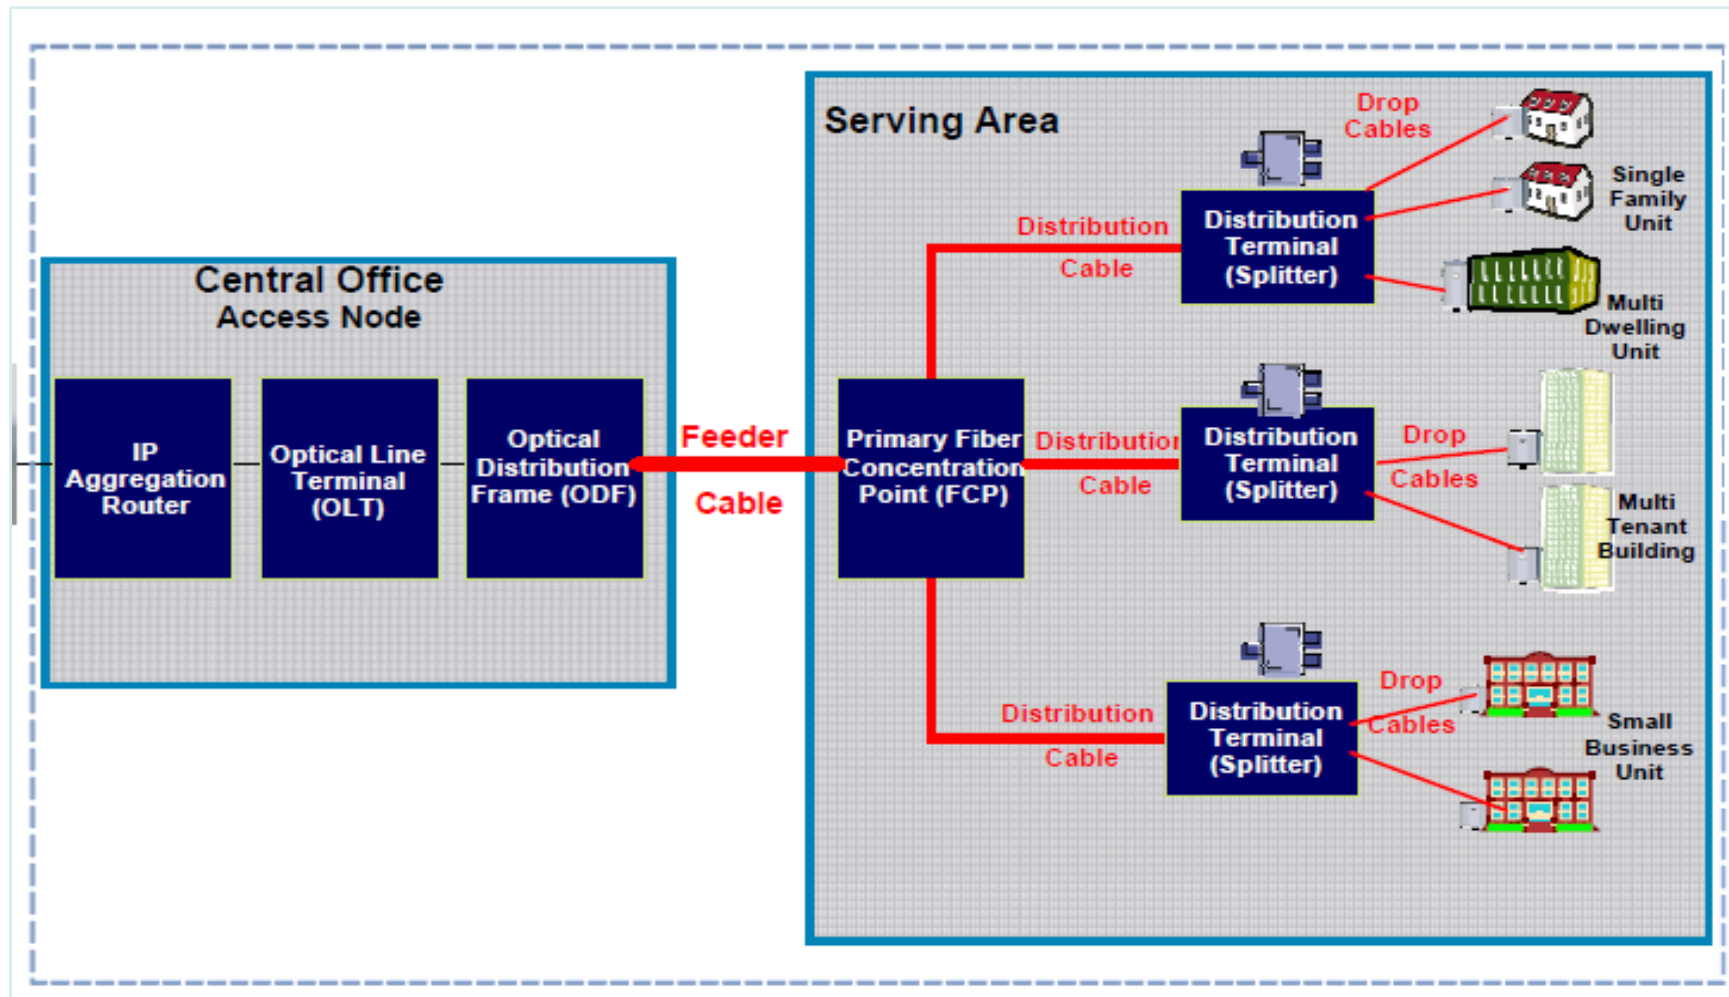 Central Office
Access Node
IP
Aggregation
Router
Optical Line
Terminal
(OLT)
Optical
Distribution
Frame (ODF)
Feeder
Cable
Serving Area
Primary Fiber
Concentration
Point (FCP)
Distribution
Cable
Distribution
Terminal
(Splitter)
Drop
Cables
Single
Family
Unit
Multi
Dwelling
Unit
Distribution
Cable
Distribution
Terminal
(Splitter)
Drop
Cables
Multi
Tenant
Building
Distribution
Cable
Distribution
Terminal
(Splitter)
Drop
Cables
Small
Business
Unit